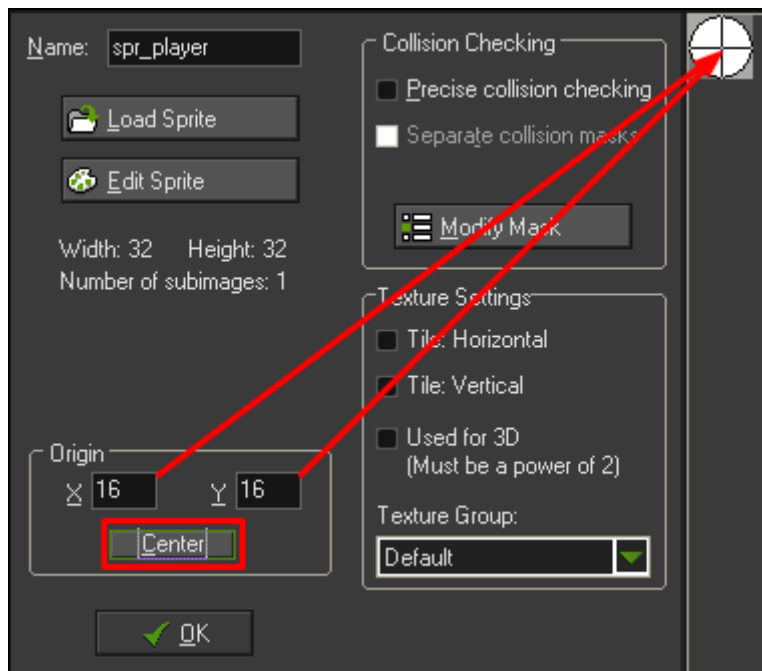 Name: spr_player
Load Sprite
Edit Sprite
Width: 32 Height: 32
Number of subimages: 1
Origin
X 16 Y 16
Center
OK
Collision Checking
Precise collision checking
Separate collision masks
Modify Mask
Texture Settings
Tile: Horizontal
Tile: Vertical
Used for 3D
(Must be a power of 2)
Texture Group:
Default